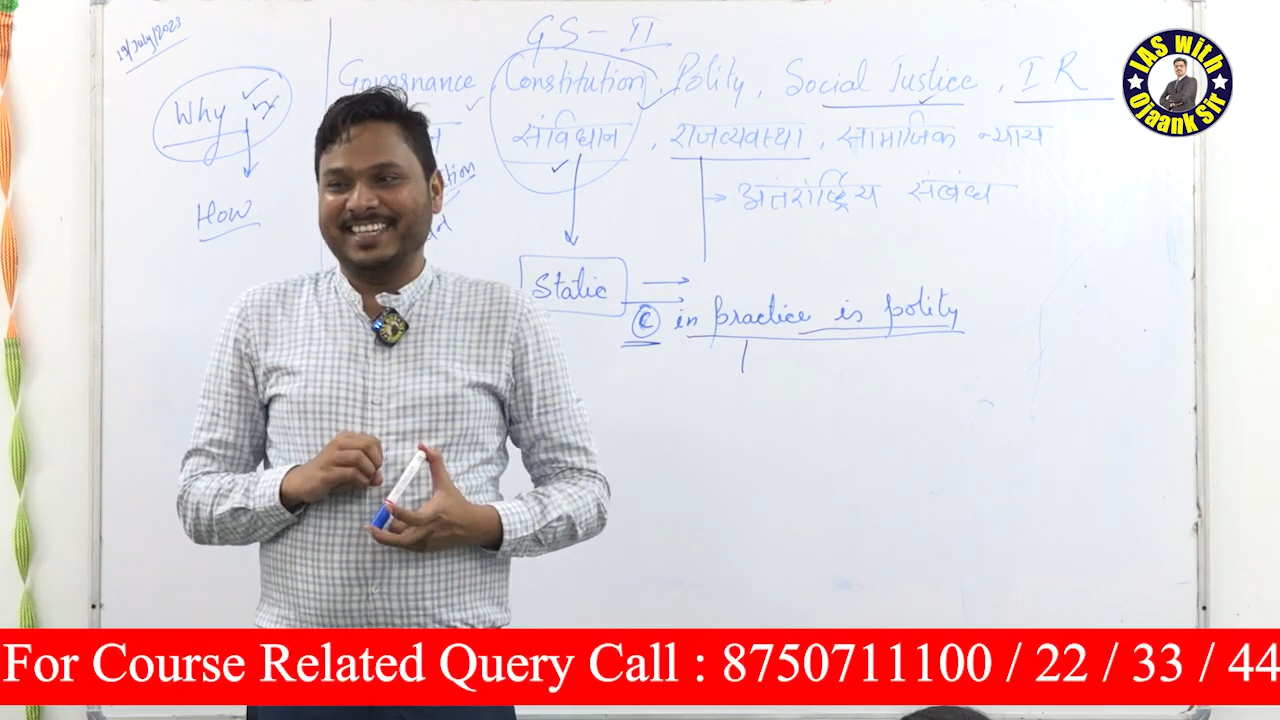 19/July/2023
GS-II
Governance, Constitution, Polity, Social Justice, IR
संविधान, राजव्यवस्था, सामाजिक न्याय
→ अंतर्राष्ट्रीय संबंध
Why
How
Static
C in practice is polity
IAS With
Ojaank Sir
For Course Related Query Call : 8750711100 / 22 / 33 / 44